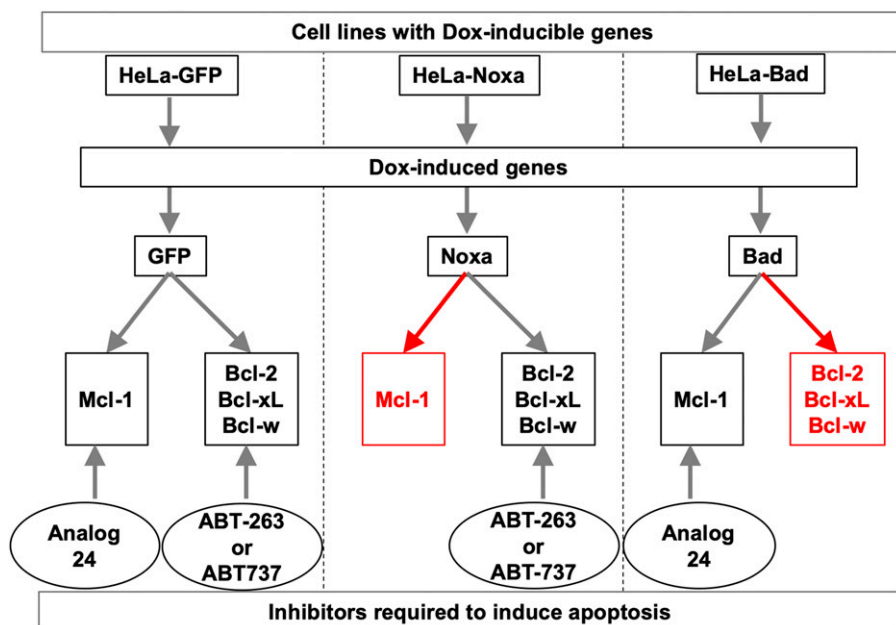 Cell lines with Dox-inducible genes
HeLa-GFP
HeLa-Noxa
HeLa-Bad
Dox-induced genes
GFP
Noxa
Bad
Mcl-1
Bcl-2
Bcl-xL
Bcl-w
Mcl-1
Bcl-2
Bcl-xL
Bcl-w
Mcl-1
Bcl-2
Bcl-xL
Bcl-w
Analog
24
ABT-263
or
ABT737
ABT-263
or
ABT-737
Analog
24
Inhibitors required to induce apoptosis